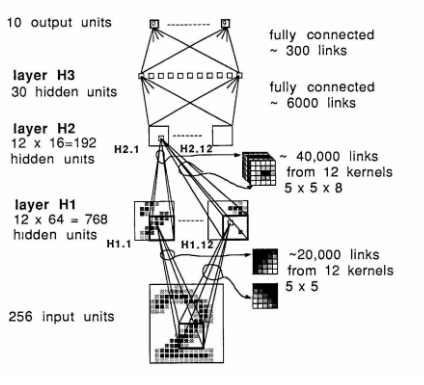 10 output units
fully connected
~ 300 links
layer H3
30 hidden units
fully connected
~ 6000 links
layer H2
12 x 16=192
hidden units
H2.1
H2.12
~ 40,000 links
from 12 kernels
5 x 5 x 8
layer H1
12 x 64 = 768
hidden units
H1.1
H1.12
~20,000 links
from 12 kernels
5 x 5
256 input units